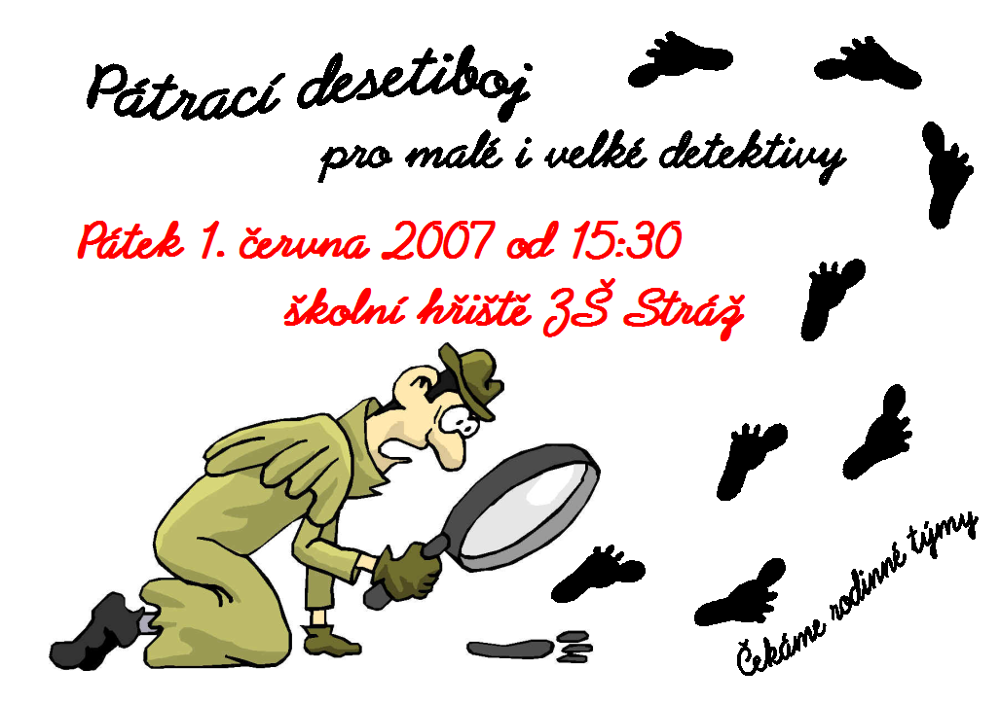 Pátrací desetiboj
pro malé i velké detektivy
Pátek 1. června 2007 od 15:30
školní hřiště ZŠ Stráž
Čekáme rodinné týmy